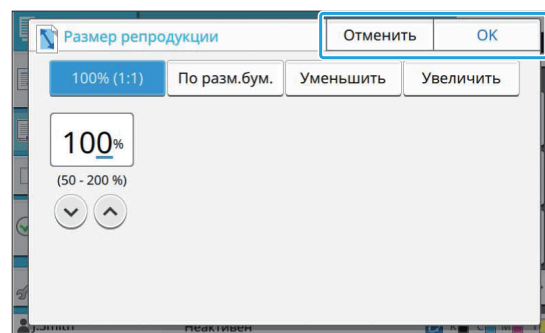 Размер репродукции
Отменить
OK
100% (1:1)
По разм.бум.
Уменьшить
Увеличить
100%
(50 - 200 %)
J.Smith
Неактивен